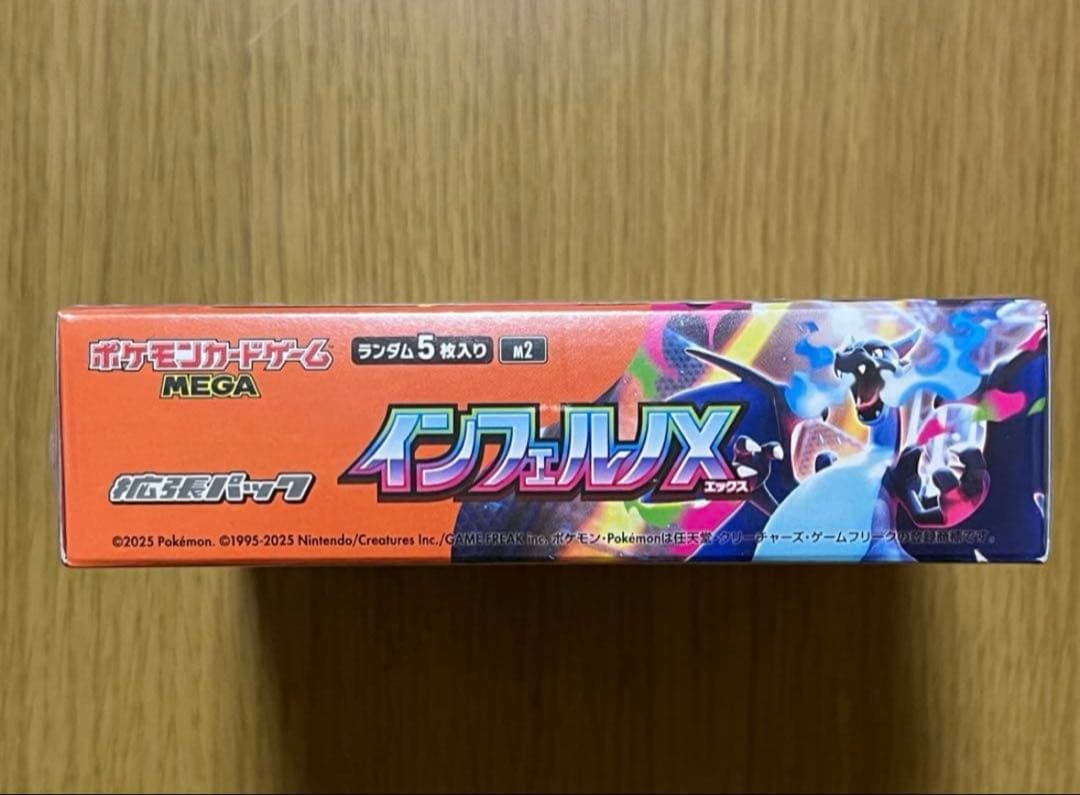 ポケモンカードゲーム
MEGA
ランダム5枚入り
M2
インフェルノX
エックス
拡張パック
©2025 Pokémon. ©1995-2025 Nintendo/Creatures Inc./GAME FREAK inc. ポケモン・Pokémonは任天堂・クリーチャーズ・ゲームフリークの登録商標です。